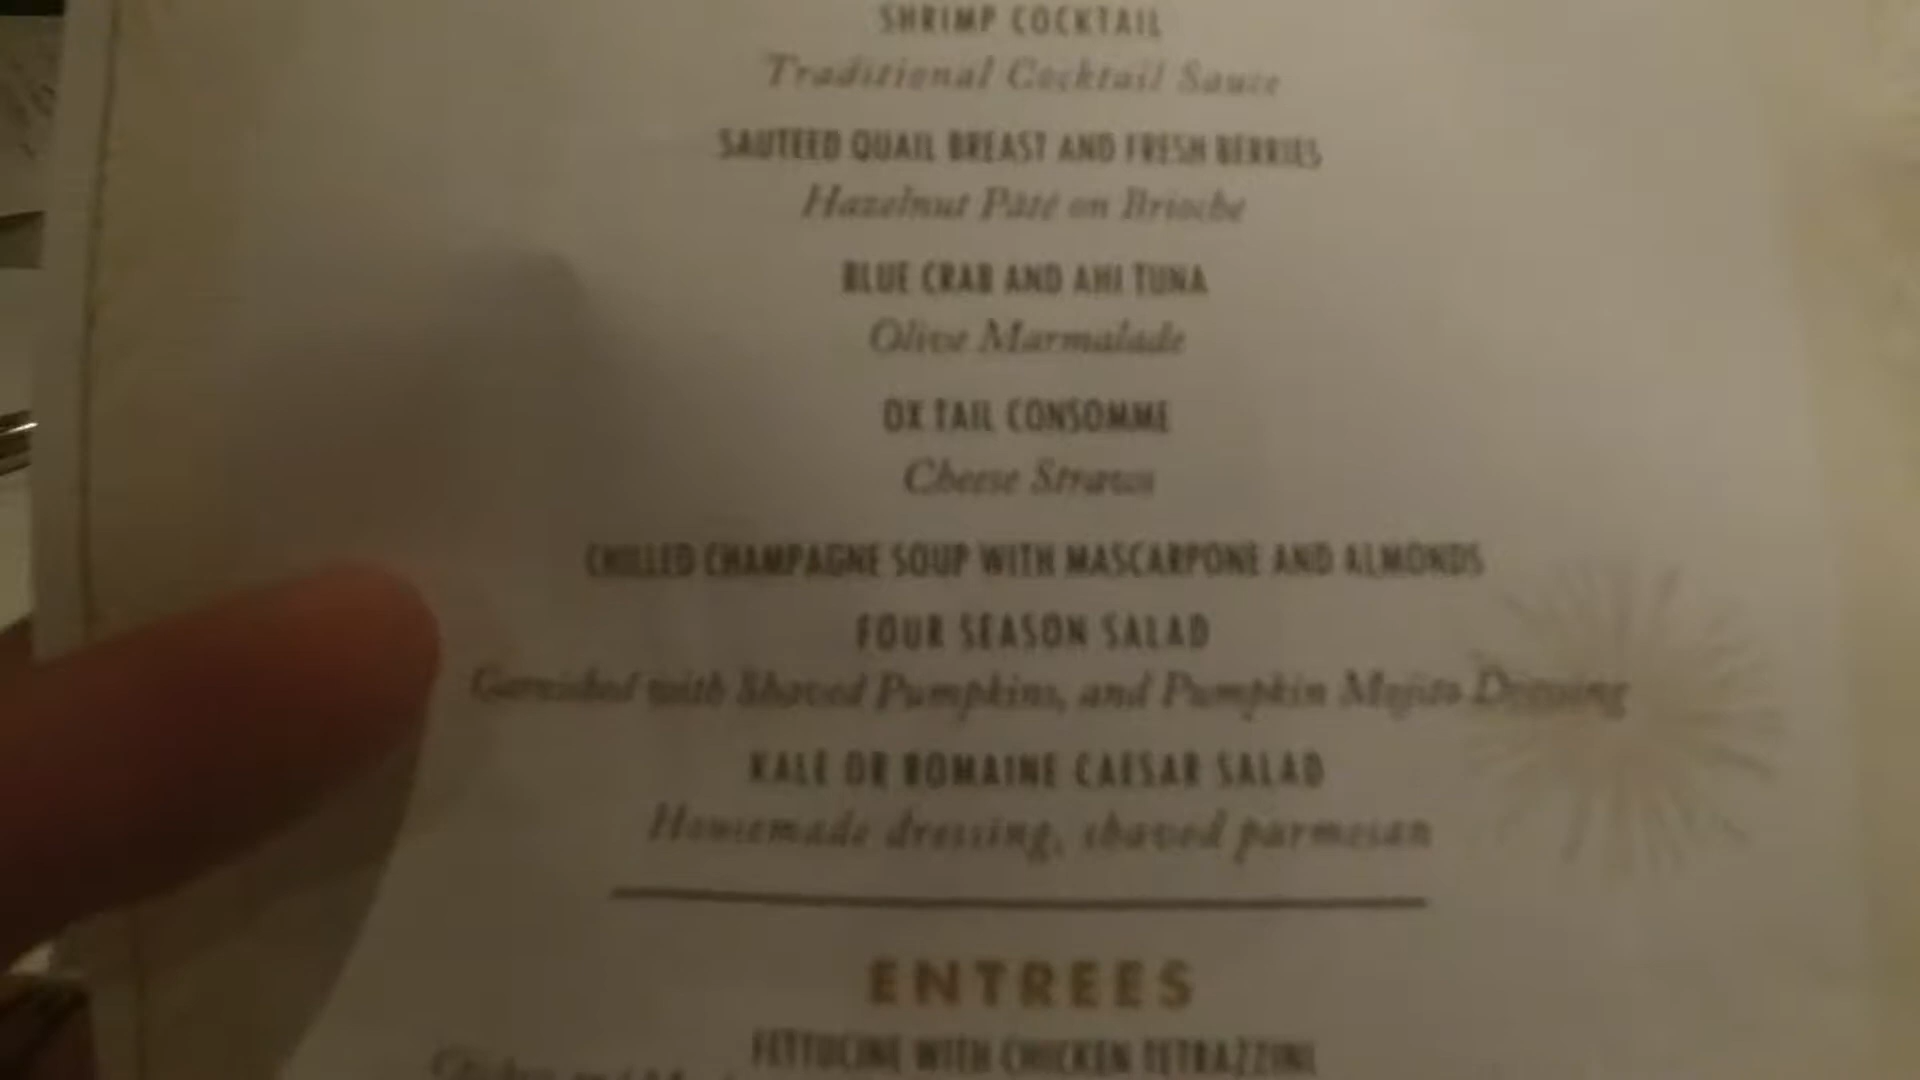 SHRIMP COCKTAIL
Traditional Cocktail Sauce
SAUTEED QUAIL BREAST AND FRESH BERRIES
Hazelnut Pâté on Brioche
BLUE CRAB AND AHI TUNA
Olive Marmalade
OX TAIL CONSOMME
Cheese Straws
CHILLED CHAMPAGNE SOUP WITH MASCARPONE AND ALMONDS
FOUR SEASON SALAD
Garnished with Shaved Pumpkins, and Pumpkin Mojito Dressing
KALE OR ROMAINE CAESAR SALAD
Homemade dressing, shaved parmesan
ENTREES
FETTUCINE WITH CHICKEN TETRAZZINI